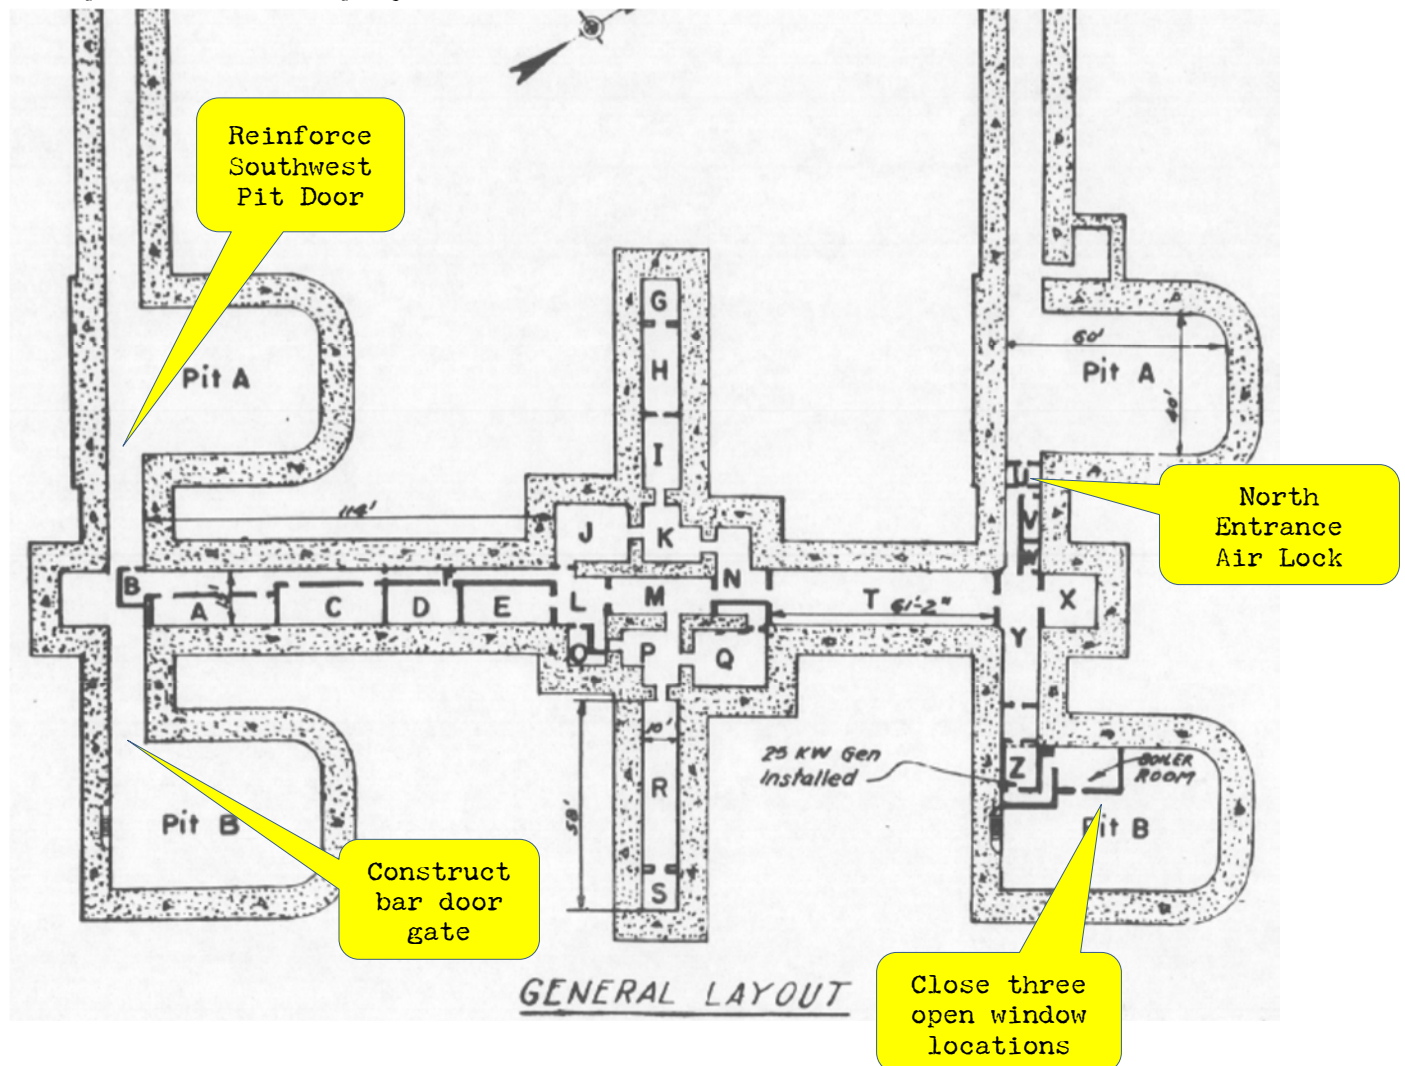 Reinforce
Southwest
Pit Door
G
60'
Pit A
H
Pit A
40'
I
North
Entrance
Air Lock
114'
J
K
V
W
B
F
N
A
C
D
E
L
M
T
61'-2"
X
Y
O
P
Q
10'
25 KW Gen
Installed
Z
BOILER
ROOM
R
58'
Pit B
Pit B
Construct
bar door
gate
S
Close three
open window
locations
GENERAL LAYOUT